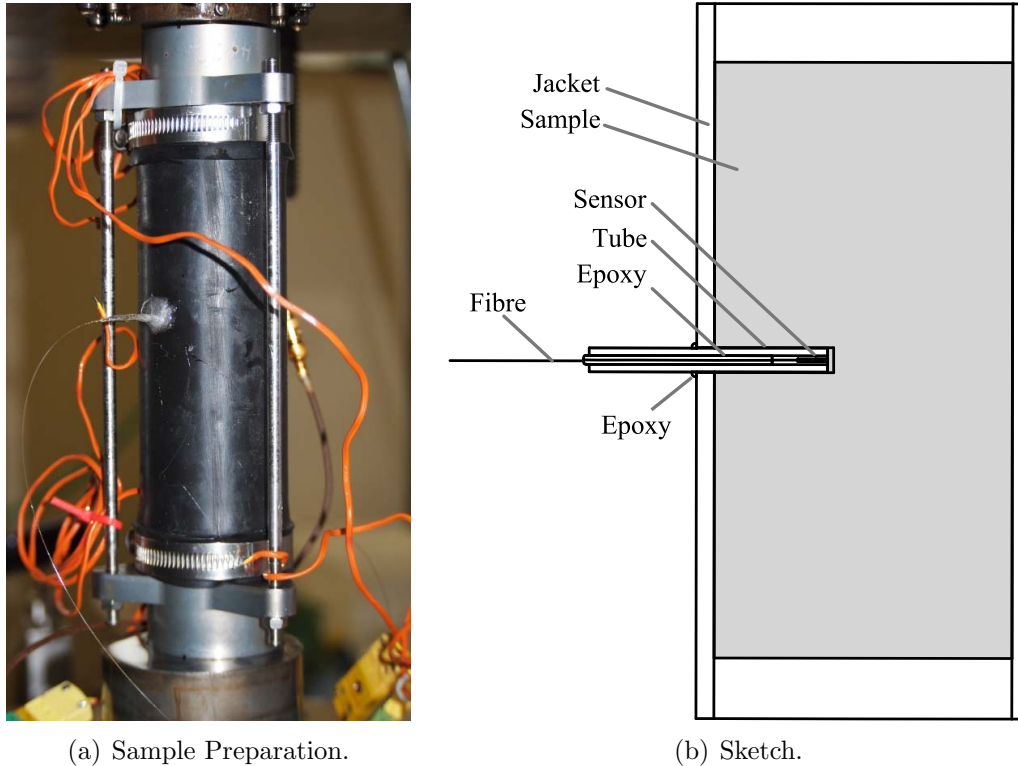 Jacket
Sample
Sensor
Tube
Epoxy
Fibre
Epoxy
(a) Sample Preparation.
(b) Sketch.